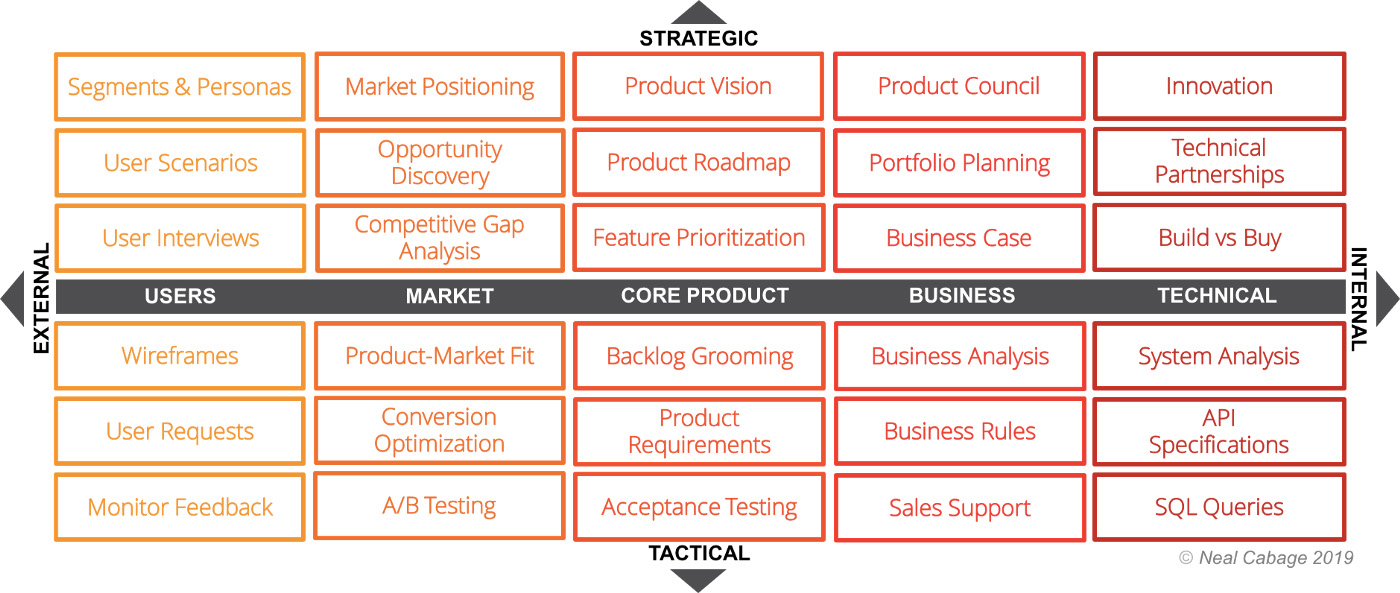 STRATEGIC
Segments & Personas
Market Positioning
Product Vision
Product Council
Innovation
User Scenarios
Opportunity
Discovery
Product Roadmap
Portfolio Planning
Technical
Partnerships
User Interviews
Competitive Gap
Analysis
Feature Prioritization
Business Case
Build vs Buy
EXTERNAL
USERS
MARKET
CORE PRODUCT
BUSINESS
TECHNICAL
INTERNAL
Wireframes
Product-Market Fit
Backlog Grooming
Business Analysis
System Analysis
User Requests
Conversion
Optimization
Product
Requirements
Business Rules
API
Specifications
Monitor Feedback
A/B Testing
Acceptance Testing
Sales Support
SQL Queries
TACTICAL
© Neal Cabage 2019